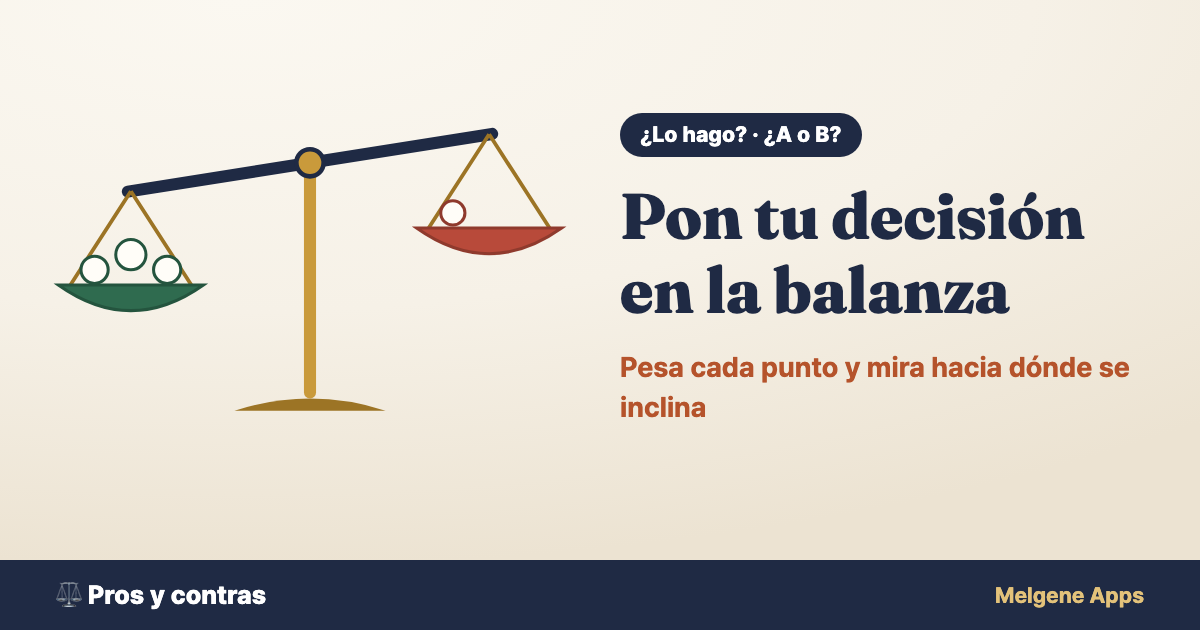 ¿Lo hago? · ¿A o B?
Pon tu decisión
en la balanza
Pesa cada punto y mira hacia dónde se
inclina
Pros y contras
Melgene Apps